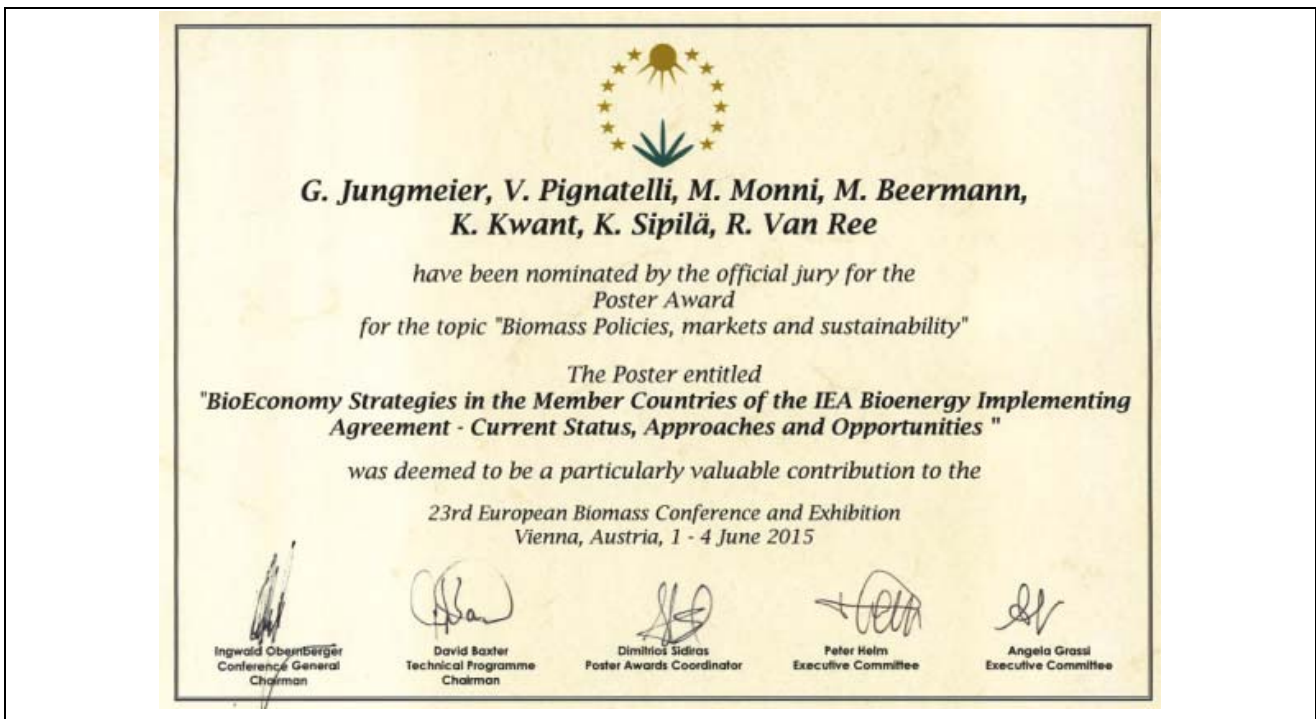 G. Jungmeier, V. Pignatelli, M. Monni, M. Beermann,
K. Kwant, K. Sipilä, R. Van Ree
have been nominated by the official jury for the
Poster Award
for the topic "Biomass Policies, markets and sustainability"
The Poster entitled
"BioEconomy Strategies in the Member Countries of the IEA Bioenergy Implementing
Agreement - Current Status, Approaches and Opportunities "
was deemed to be a particularly valuable contribution to the
23rd European Biomass Conference and Exhibition
Vienna, Austria, 1 - 4 June 2015
Ingwald Obernberger
Conference General
Chairman
David Baxter
Technical Programme
Chairman
Dimitrios Sidiras
Poster Awards Coordinator
Peter Helm
Executive Committee
Angela Grassi
Executive Committee